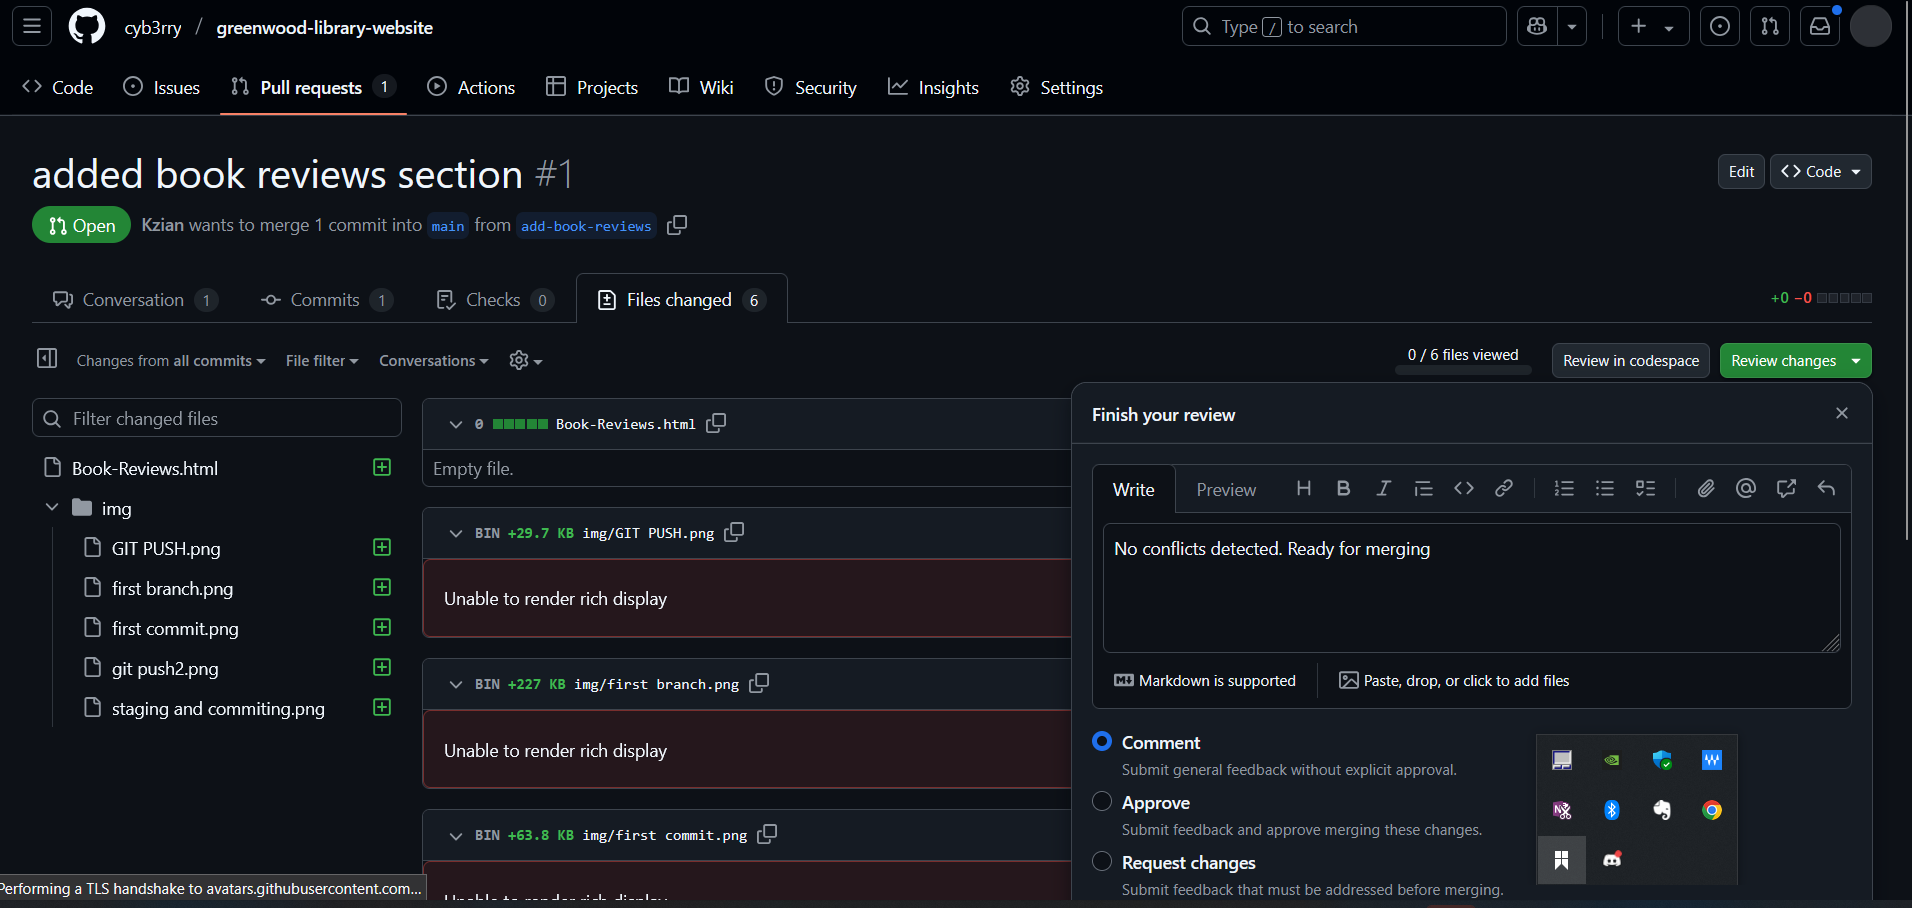 cyb3rry / greenwood-library-website
Type / to search
Code
Issues
Pull requests 1
Actions
Projects
Wiki
Security
Insights
Settings
added book reviews section #1
Edit
Code
Open
Kzian wants to merge 1 commit into main from add-book-reviews
Conversation 1
Commits 1
Checks 0
Files changed 6
+0 −0
Changes from all commits
File filter
Conversations
0 / 6 files viewed
Review in codespace
Review changes
Filter changed files
Book-Reviews.html
img
GIT PUSH.png
first branch.png
first commit.png
git push2.png
staging and commiting.png
0 Book-Reviews.html
Empty file.
BIN +29.7 KB img/GIT PUSH.png
Unable to render rich display
BIN +227 KB img/first branch.png
Unable to render rich display
BIN +63.8 KB img/first commit.png
Unable to render rich display
Finish your review
Write
Preview
No conflicts detected. Ready for merging
Markdown is supported
Paste, drop, or click to add files
Comment
Submit general feedback without explicit approval.
Approve
Submit feedback and approve merging these changes.
Request changes
Submit feedback that must be addressed before merging.
Performing a TLS handshake to avatars.githubusercontent.com...